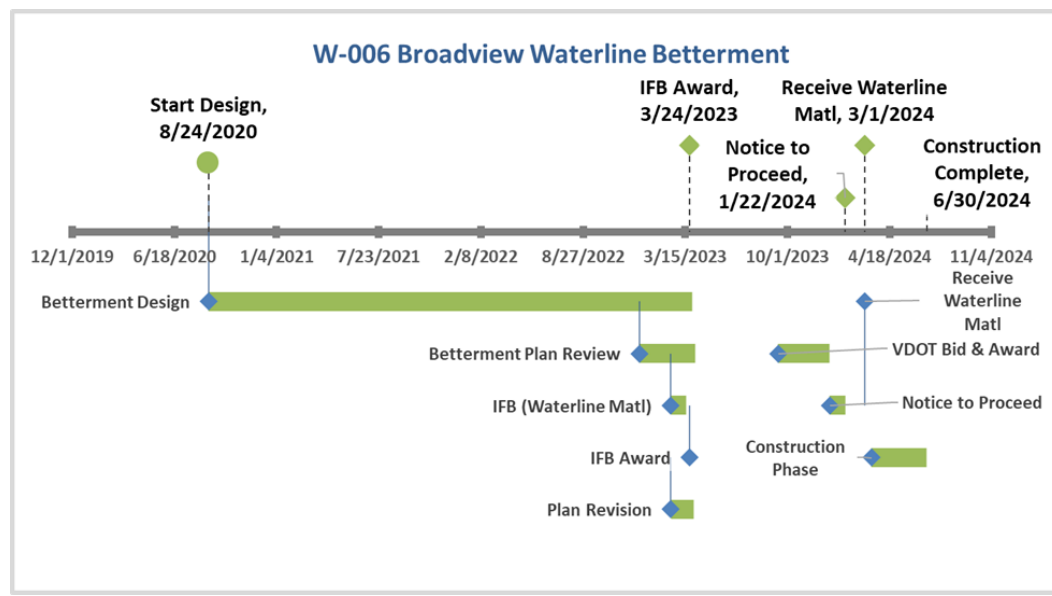 W-006 Broadview Waterline Betterment
Start Design,
8/24/2020
IFB Award,
3/24/2023
Receive Waterline
Matl, 3/1/2024
Notice to
Proceed,
1/22/2024
Construction
Complete,
6/30/2024
12/1/2019 6/18/2020 1/4/2021 7/23/2021 2/8/2022 8/27/2022 3/15/2023 10/1/2023 4/18/2024 11/4/2024
Betterment Design
Receive
Waterline
Matl
Betterment Plan Review
VDOT Bid & Award
IFB (Waterline Matl)
Notice to Proceed
IFB Award
Construction
Phase
Plan Revision